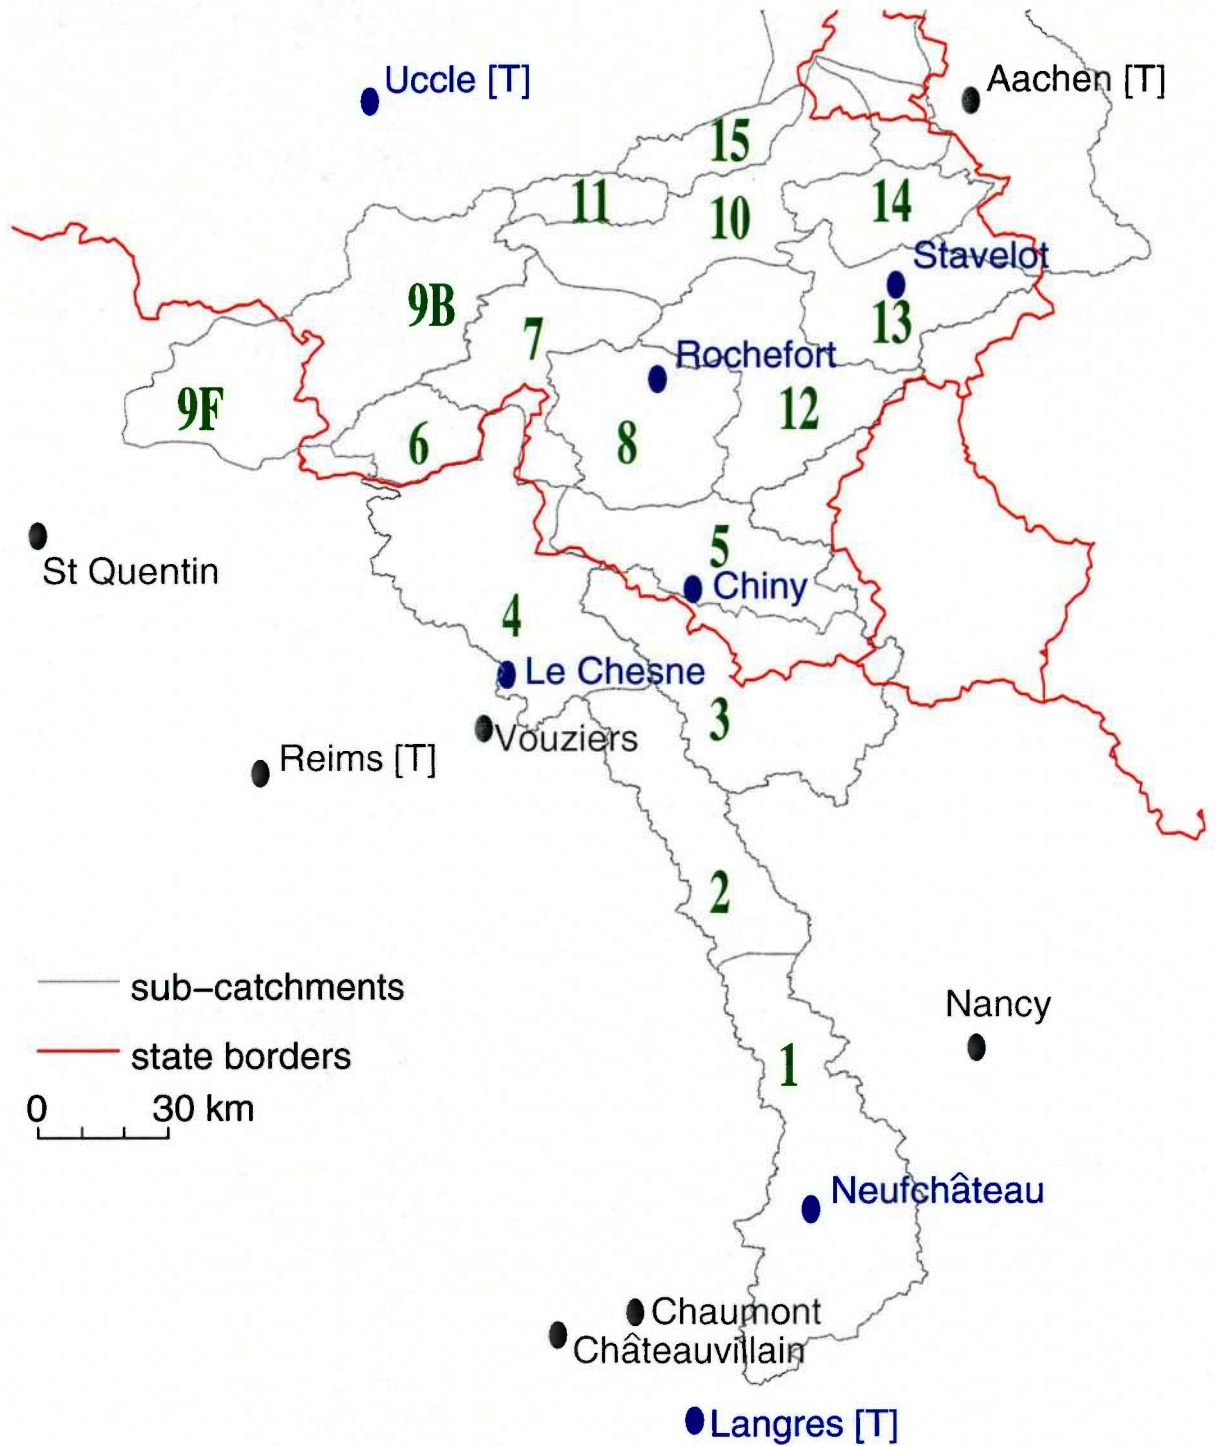 Uccle [T]
Aachen [T]
15
11
10
14
Stavelot
9B
7
13
Rochefort
9F
6
8
12
St Quentin
5
Chiny
4
Le Chesne
3
Vouziers
Reims [T]
2
sub–catchments
Nancy
state borders
1
0 30 km
Neufchâteau
Chaumont
Châteauvillain
Langres [T]